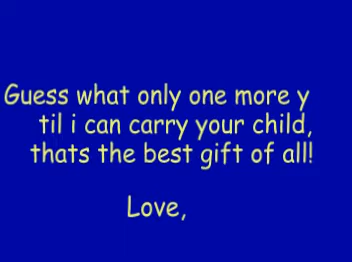 Guess what only one more y
til i can carry your child,
thats the best gift of all!
Love,